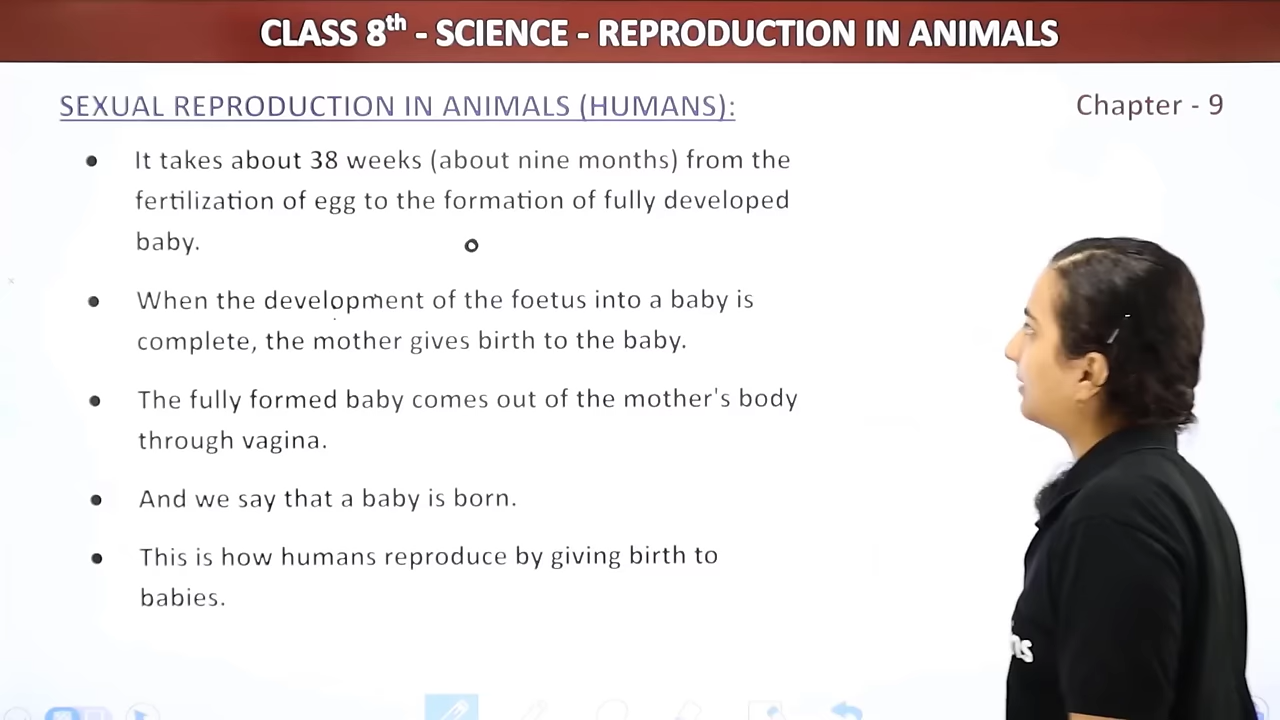 CLASS 8th - SCIENCE - REPRODUCTION IN ANIMALS
SEXUAL REPRODUCTION IN ANIMALS (HUMANS):
Chapter - 9
• It takes about 38 weeks (about nine months) from the
fertilization of egg to the formation of fully developed
baby.
• When the development of the foetus into a baby is
complete, the mother gives birth to the baby.
• The fully formed baby comes out of the mother's body
through vagina.
• And we say that a baby is born.
• This is how humans reproduce by giving birth to
babies.